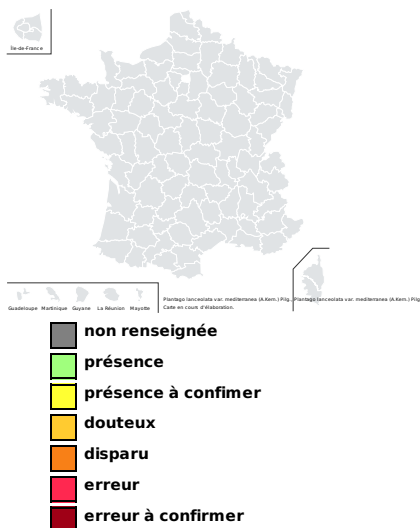 Île-de-France
Guadeloupe Martinique Guyane La Réunion Mayotte
Plantago lanceolata var. mediterranea (A.Kern.) Pilg., Plantago lanceolata var. mediterranea (A.Kern.) Pilg
Carte en cours d'élaboration.
non renseignée
présence
présence à confimer
douteux
disparu
erreur
erreur à confirmer